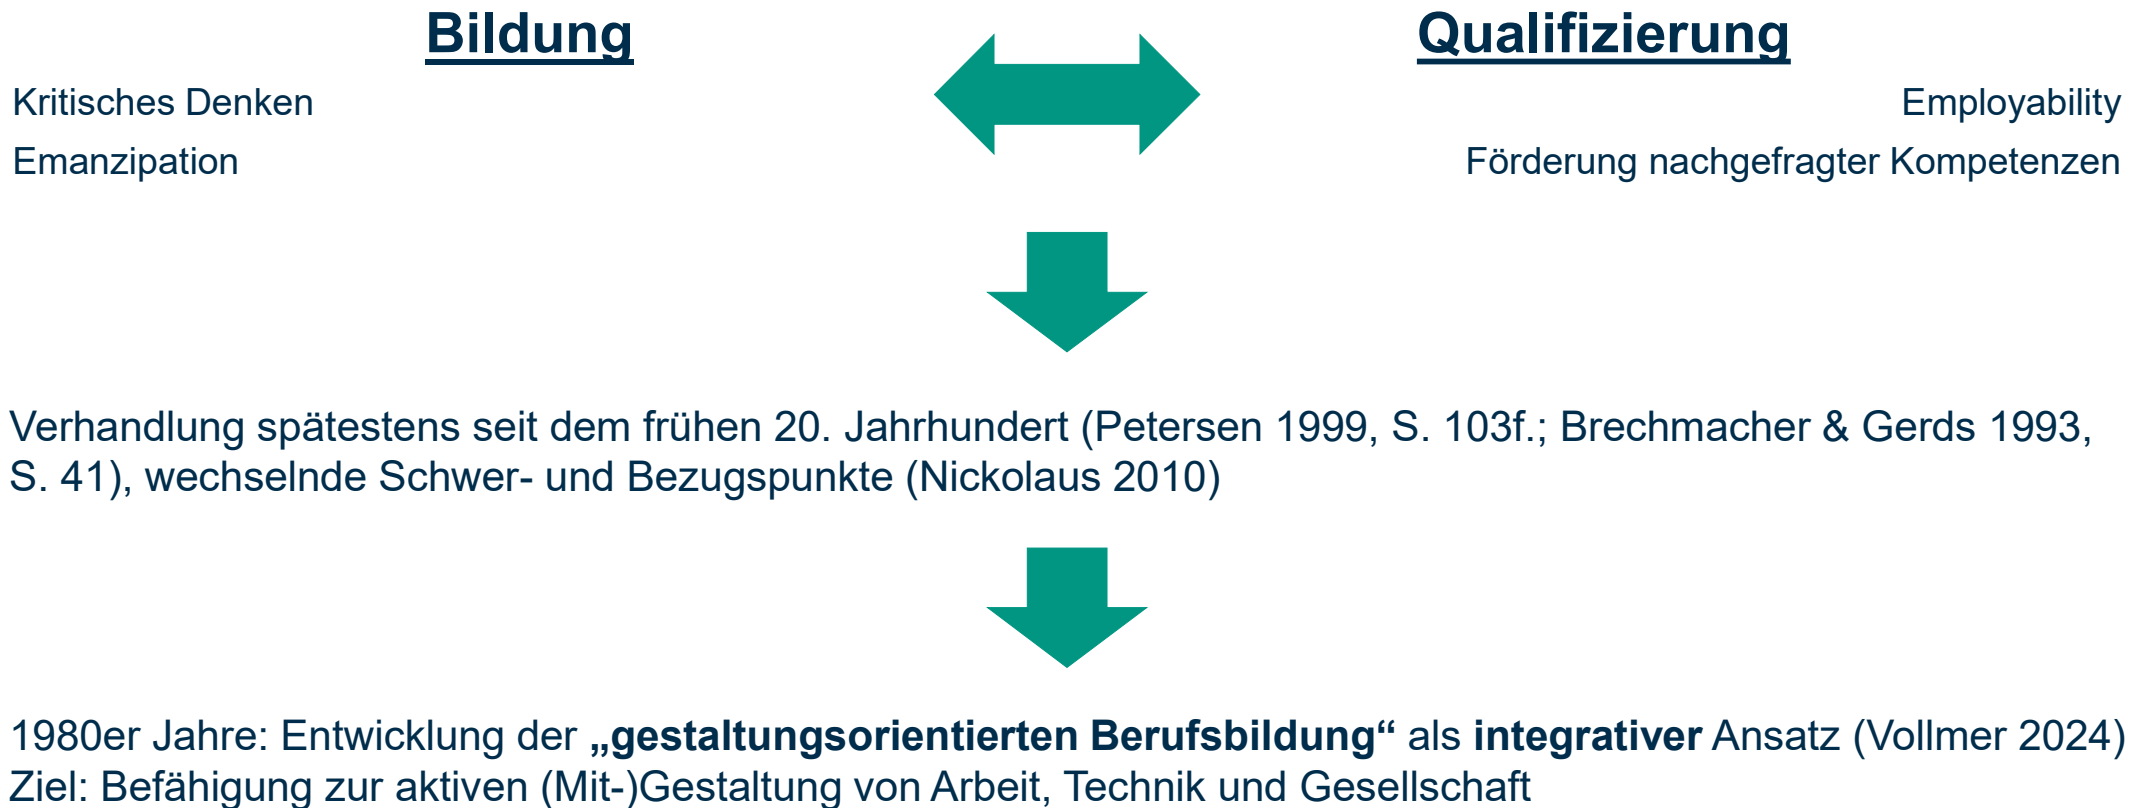 Bildung
Qualifizierung
Kritisches Denken
Employability
Emanzipation
Förderung nachgefragter Kompetenzen
Verhandlung spätestens seit dem frühen 20. Jahrhundert (Petersen 1999, S. 103f.; Brechmacher & Gerds 1993,
S. 41), wechselnde Schwer- und Bezugspunkte (Nickolaus 2010)
1980er Jahre: Entwicklung der „gestaltungsorientierten Berufsbildung“ als integrativer Ansatz (Vollmer 2024)
Ziel: Befähigung zur aktiven (Mit-)Gestaltung von Arbeit, Technik und Gesellschaft